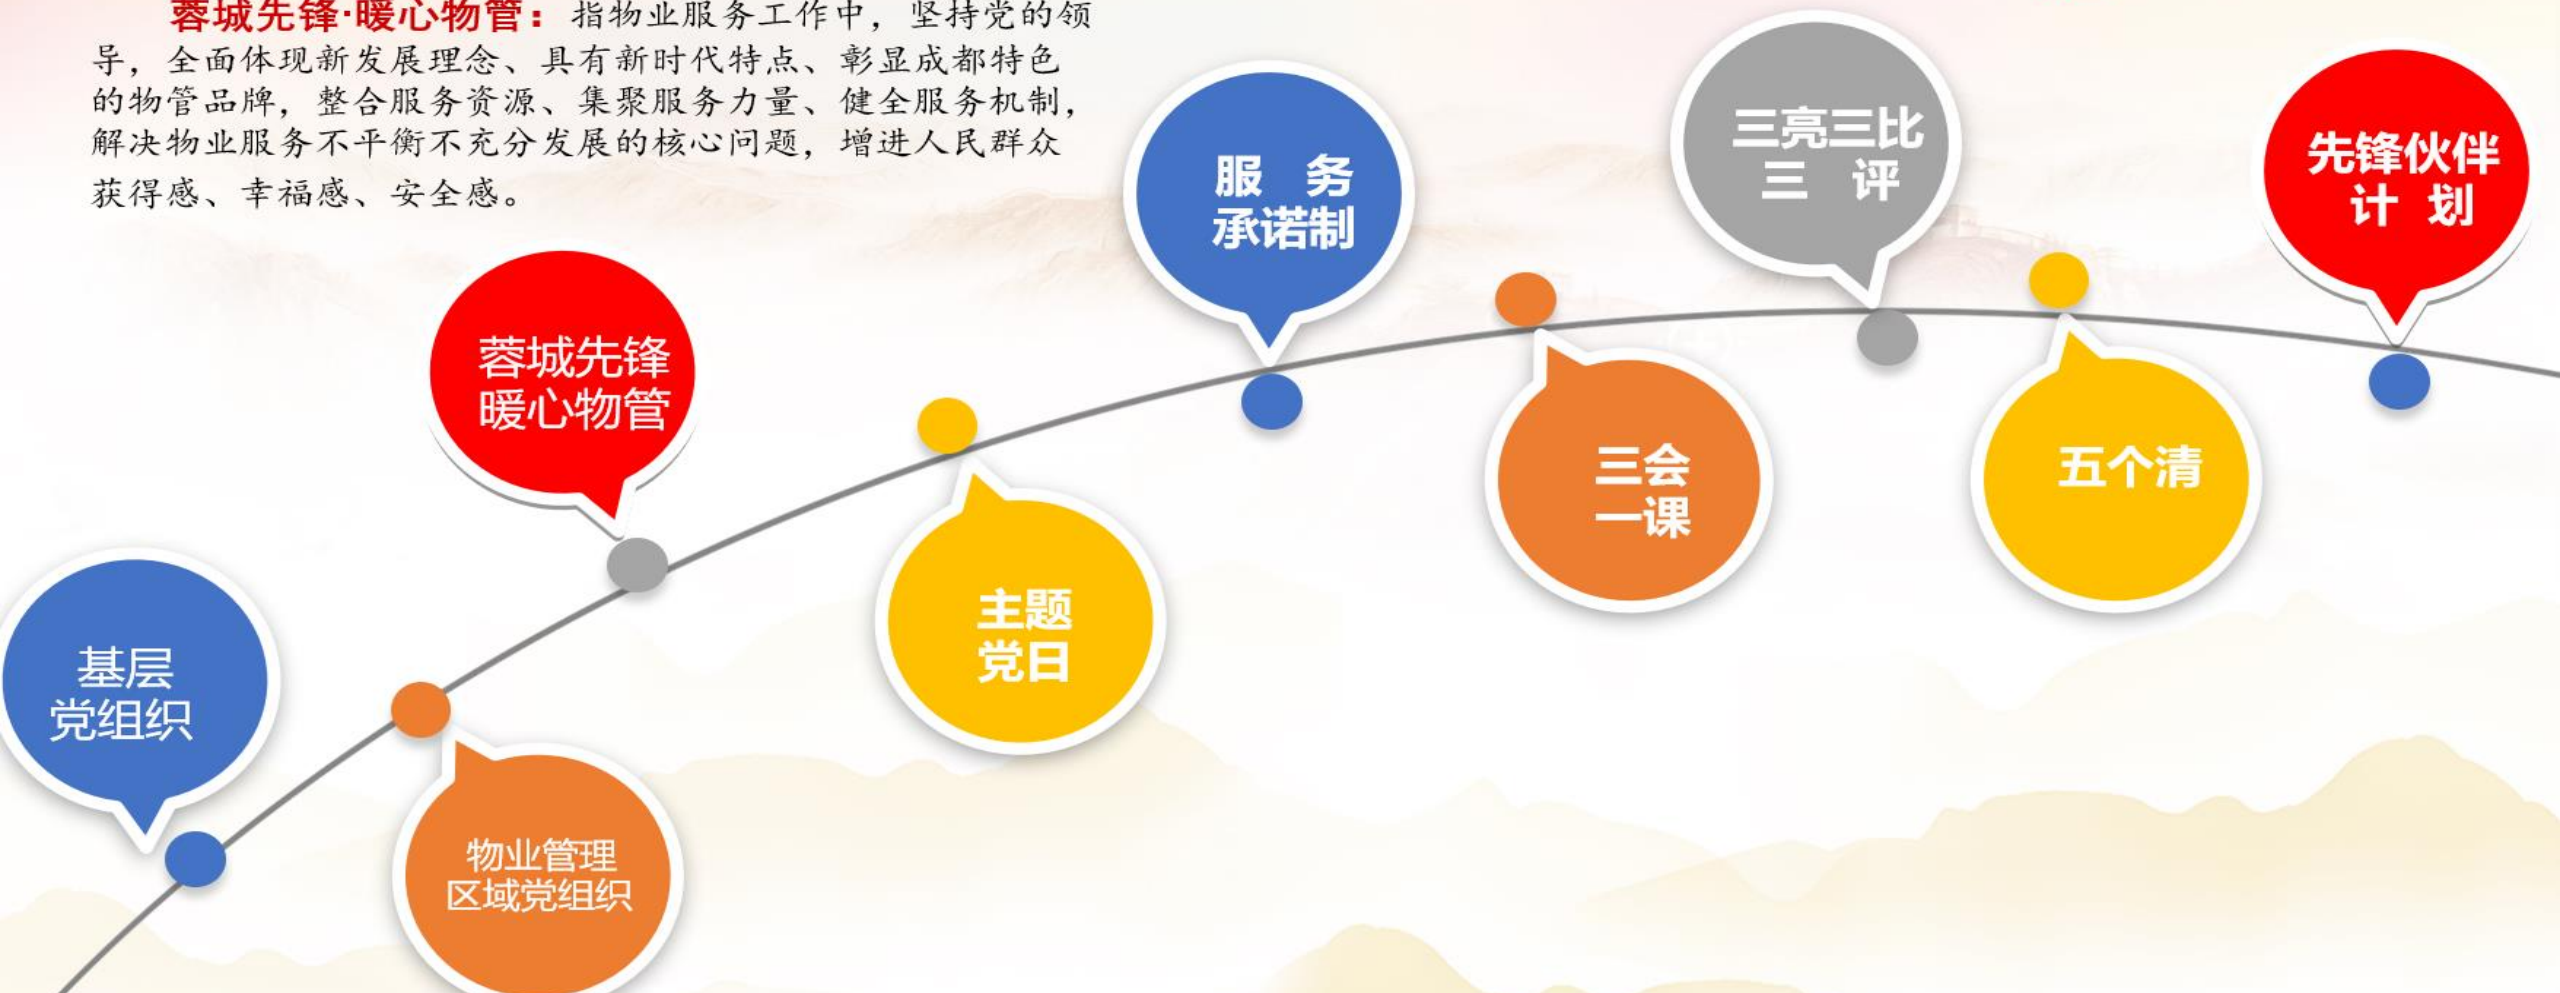 蓉城先锋·暖心物管：指物业服务工作中，坚持党的领
导，全面体现新发展理念、具有新时代特点、彰显成都特色
的物管品牌，整合服务资源、集聚服务力量、健全服务机制，
解决物业服务不平衡不充分发展的核心问题，增进人民群众
获得感、幸福感、安全感。
基层
党组织
物业管理
区域党组织
蓉城先锋
暖心物管
主题
党日
服 务
承诺制
三会
一课
三亮三比
三 评
五个清
先锋伙伴
计 划